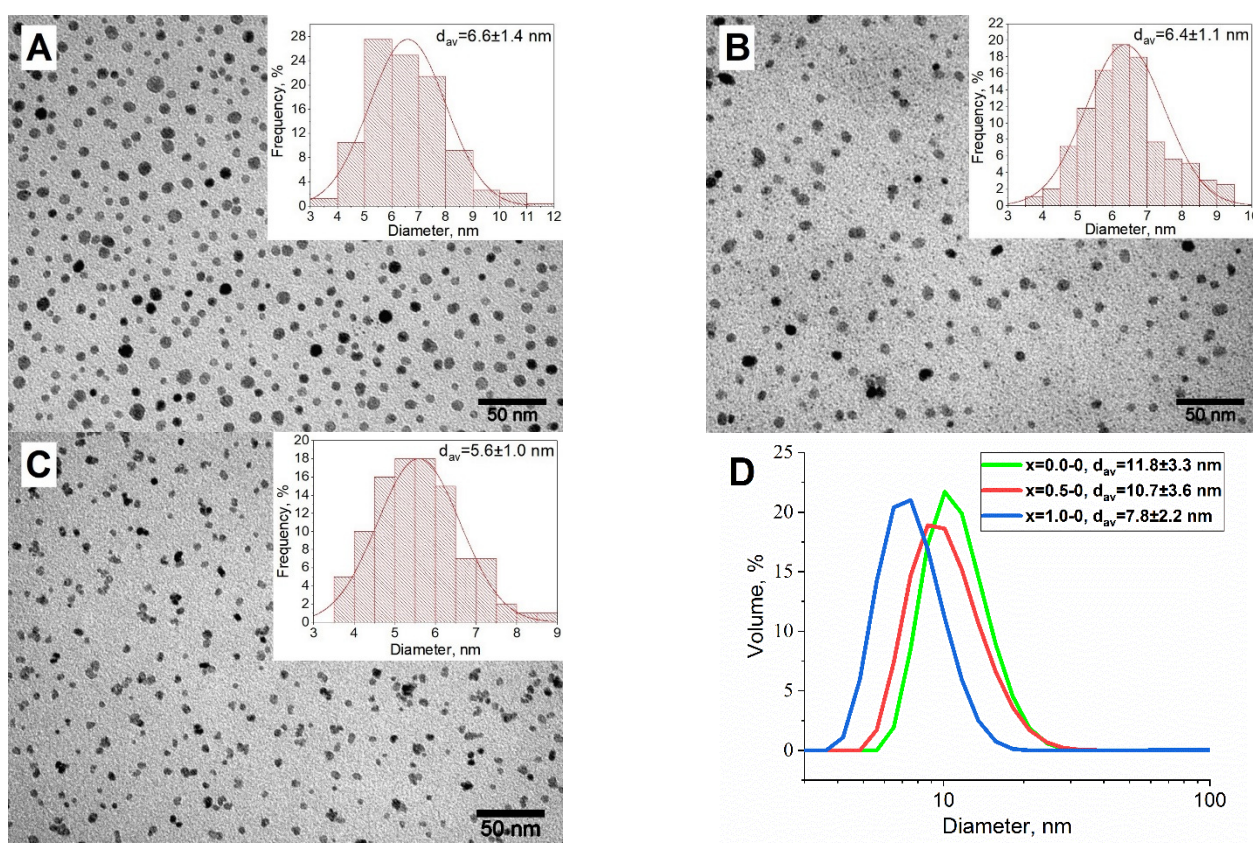 A
d_av=6.6±1.4 nm
Frequency, %
28
24
20
16
12
8
4
0
3 4 5 6 7 8 9 10 11 12
Diameter, nm
50 nm
B
d_av=6.4±1.1 nm
Frequency, %
22
20
18
16
14
12
10
8
6
4
2
0
3 4 5 6 7 8 9 10
Diameter, nm
50 nm
C
d_av=5.6±1.0 nm
Frequency, %
20
18
16
14
12
10
8
6
4
2
0
3 4 5 6 7 8 9
Diameter, nm
50 nm
D
x=0.0-0, d_av=11.8±3.3 nm
x=0.5-0, d_av=10.7±3.6 nm
x=1.0-0, d_av=7.8±2.2 nm
Volume, %
25
20
15
10
5
0
10 100
Diameter, nm